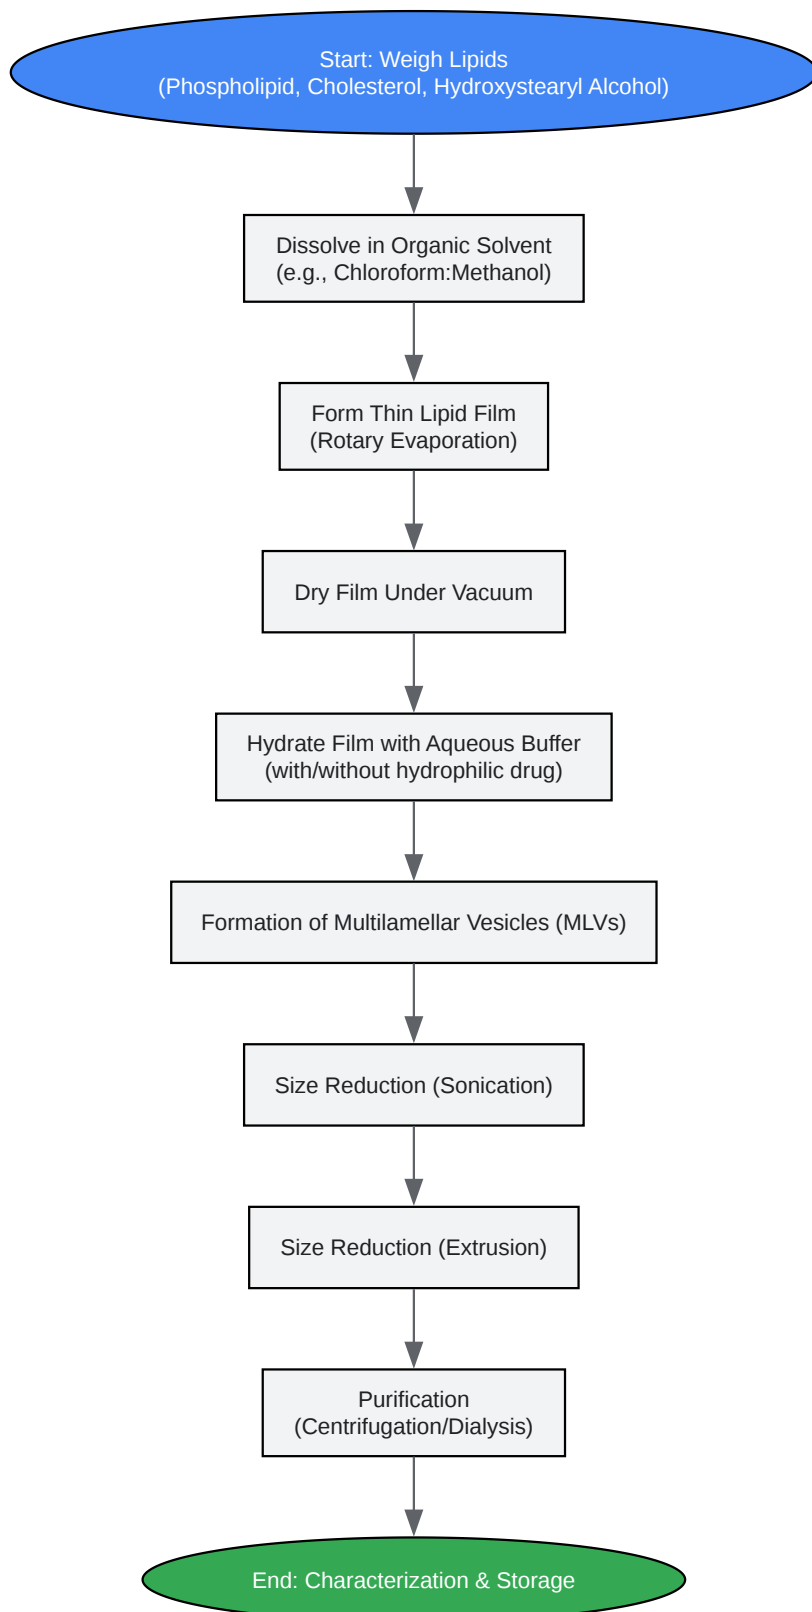 Start: Weigh Lipids
(Phospholipid, Cholesterol, Hydroxystearyl Alcohol)
Dissolve in Organic Solvent
(e.g., Chloroform:Methanol)
Form Thin Lipid Film
(Rotary Evaporation)
Dry Film Under Vacuum
Hydrate Film with Aqueous Buffer
(with/without hydrophilic drug)
Formation of Multilamellar Vesicles (MLVs)
Size Reduction (Sonication)
Size Reduction (Extrusion)
Purification
(Centrifugation/Dialysis)
End: Characterization & Storage